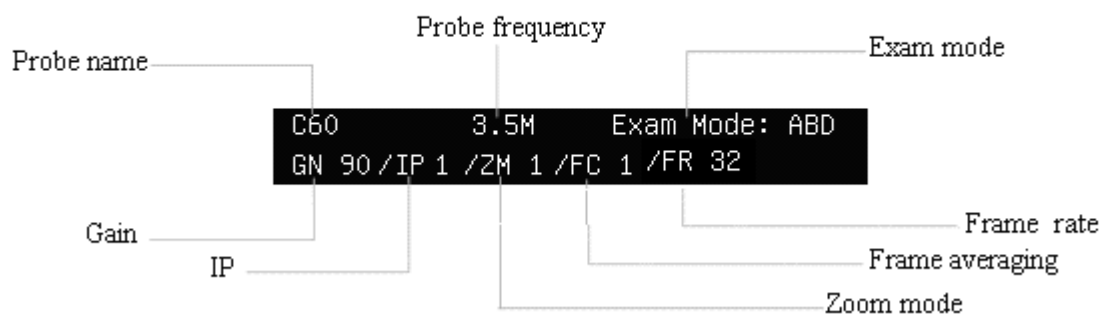 Probe frequency
Exam mode
Probe name
C60 3.5M Exam Mode: ABD
GN 90 /IP 1 /ZM 1 /FC 1 /FR 32
Gain
Frame rate
IP
Frame averaging
Zoom mode